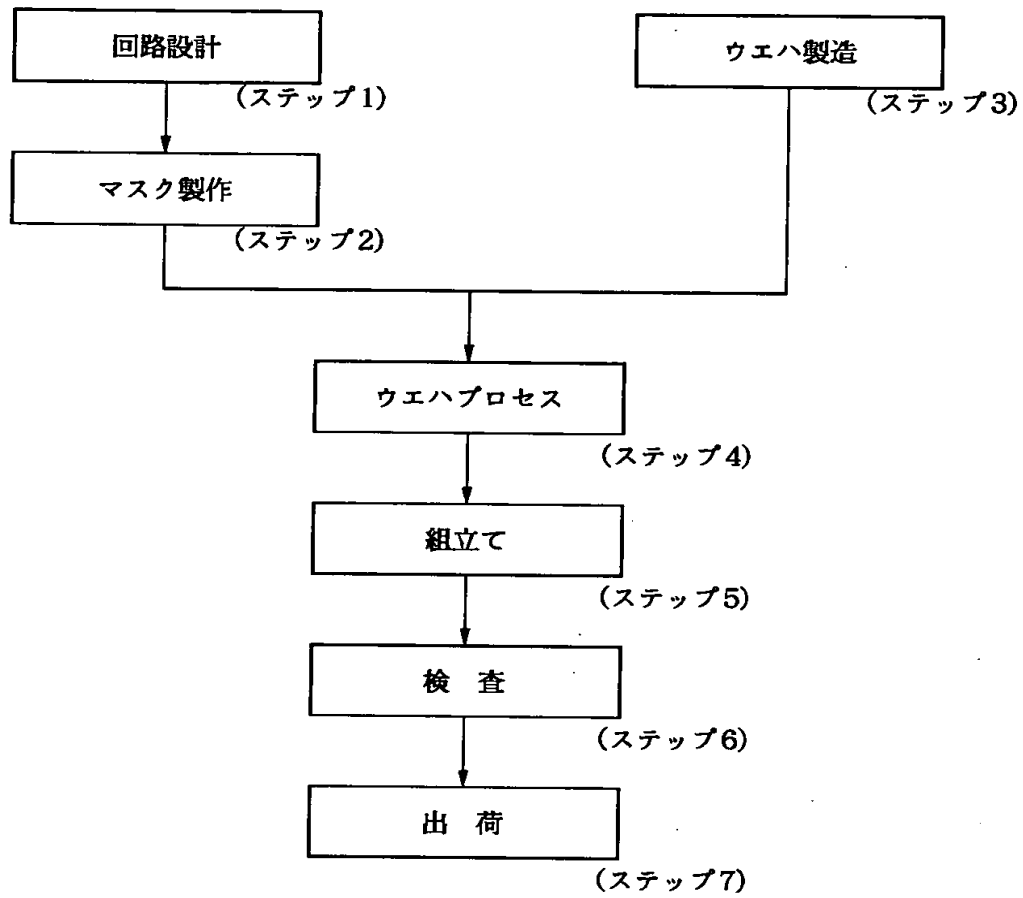 回路設計
(ステップ1)
ウエハ製造
(ステップ3)
マスク製作
(ステップ2)
ウエハプロセス
(ステップ4)
組立て
(ステップ5)
検 査
(ステップ6)
出 荷
(ステップ7)